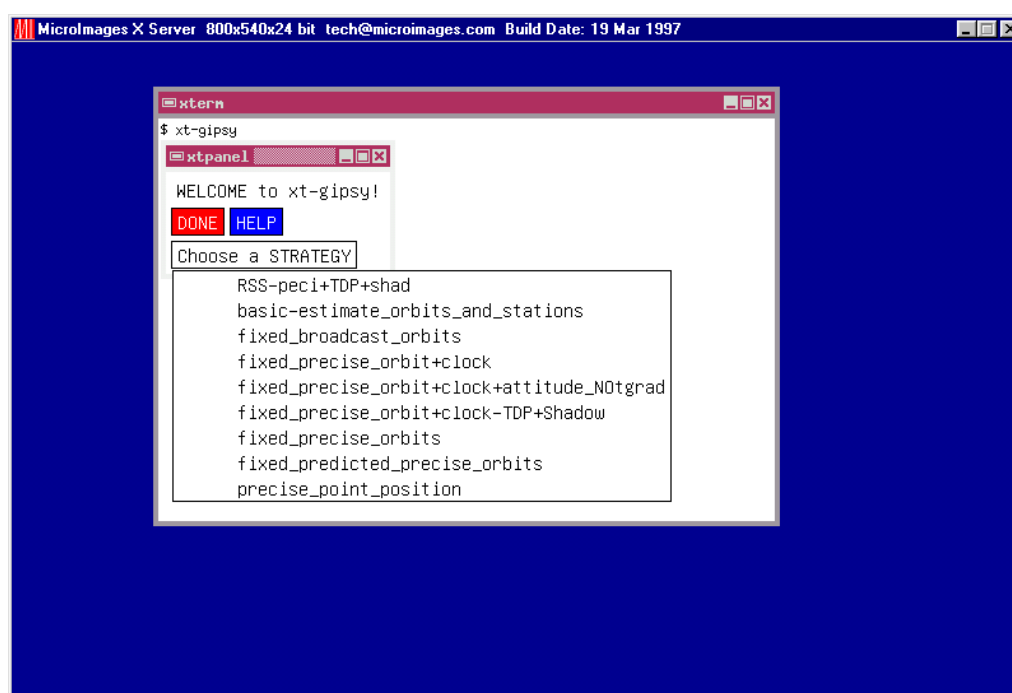 MicroImages X Server 800x540x24 bit tech@microimages.com Build Date: 19 Mar 1997
xterm
$ xt-gipsy
xtpanel
WELCOME to xt-gipsy!
DONE HELP
Choose a STRATEGY
RSS-peci+TDP+shad
basic-estimate_orbits_and_stations
fixed_broadcast_orbits
fixed_precise_orbit+clock
fixed_precise_orbit+clock+attitude_NOtgrad
fixed_precise_orbit+clock-TDP+Shadow
fixed_precise_orbits
fixed_predicted_precise_orbits
precise_point_position